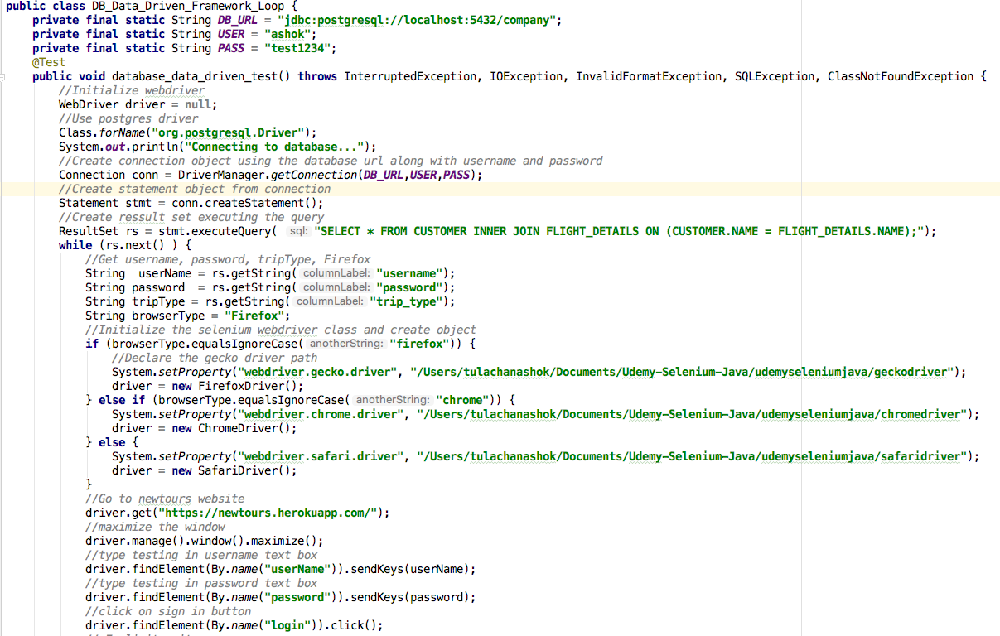 public class DB_Data_Driven_Framework_Loop {
private final static String DB_URL = "jdbc:postgresql://localhost:5432/company";
private final static String USER = "ashok";
private final static String PASS = "test1234";
@Test
public void database_data_driven_test() throws InterruptedException, IOException, InvalidFormatException, SQLException, ClassNotFoundException {
//Initialize webdriver
WebDriver driver = null;
//Use postgres driver
Class.forName("org.postgresql.Driver");
System.out.println("Connecting to database...");
//Create connection object using the database url along with username and password
Connection conn = DriverManager.getConnection(DB_URL,USER,PASS);
//Create statement object from connection
Statement stmt = conn.createStatement();
//Create ressult set executing the query
ResultSet rs = stmt.executeQuery( sql: "SELECT * FROM CUSTOMER INNER JOIN FLIGHT_DETAILS ON (CUSTOMER.NAME = FLIGHT_DETAILS.NAME);");
while (rs.next() ) {
//Get username, password, tripType, Firefox
String  userName = rs.getString( columnLabel: "username");
String password  = rs.getString( columnLabel: "password");
String tripType = rs.getString( columnLabel: "trip_type");
String browserType = "Firefox";
//Initialize the selenium webdriver class and create object
if (browserType.equalsIgnoreCase( anotherString: "firefox")) {
//Declare the gecko driver path
System.setProperty("webdriver.gecko.driver", "/Users/tulachanashok/Documents/Udemy-Selenium-Java/udemyseleniumjava/geckodriver");
driver = new FirefoxDriver();
} else if (browserType.equalsIgnoreCase( anotherString: "chrome")) {
System.setProperty("webdriver.chrome.driver", "/Users/tulachanashok/Documents/Udemy-Selenium-Java/udemyseleniumjava/chromedriver");
driver = new ChromeDriver();
} else {
System.setProperty("webdriver.safari.driver", "/Users/tulachanashok/Documents/Udemy-Selenium-Java/udemyseleniumjava/safaridriver");
driver = new SafariDriver();
}
//Go to newtours website
driver.get("https://newtours.herokuapp.com/");
//maximize the window
driver.manage().window().maximize();
//type testing in username text box
driver.findElement(By.name("userName")).sendKeys(userName);
//type testing in password text box
driver.findElement(By.name("password")).sendKeys(password);
//click on sign in button
driver.findElement(By.name("login")).click();